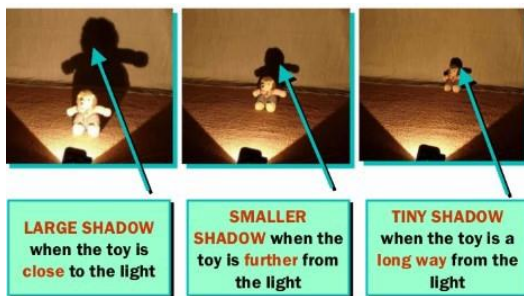 LARGE SHADOW
when the toy is
close to the light
SMALLER
SHADOW when the
toy is further from
the light
TINY SHADOW
when the toy is a
long way from the
light